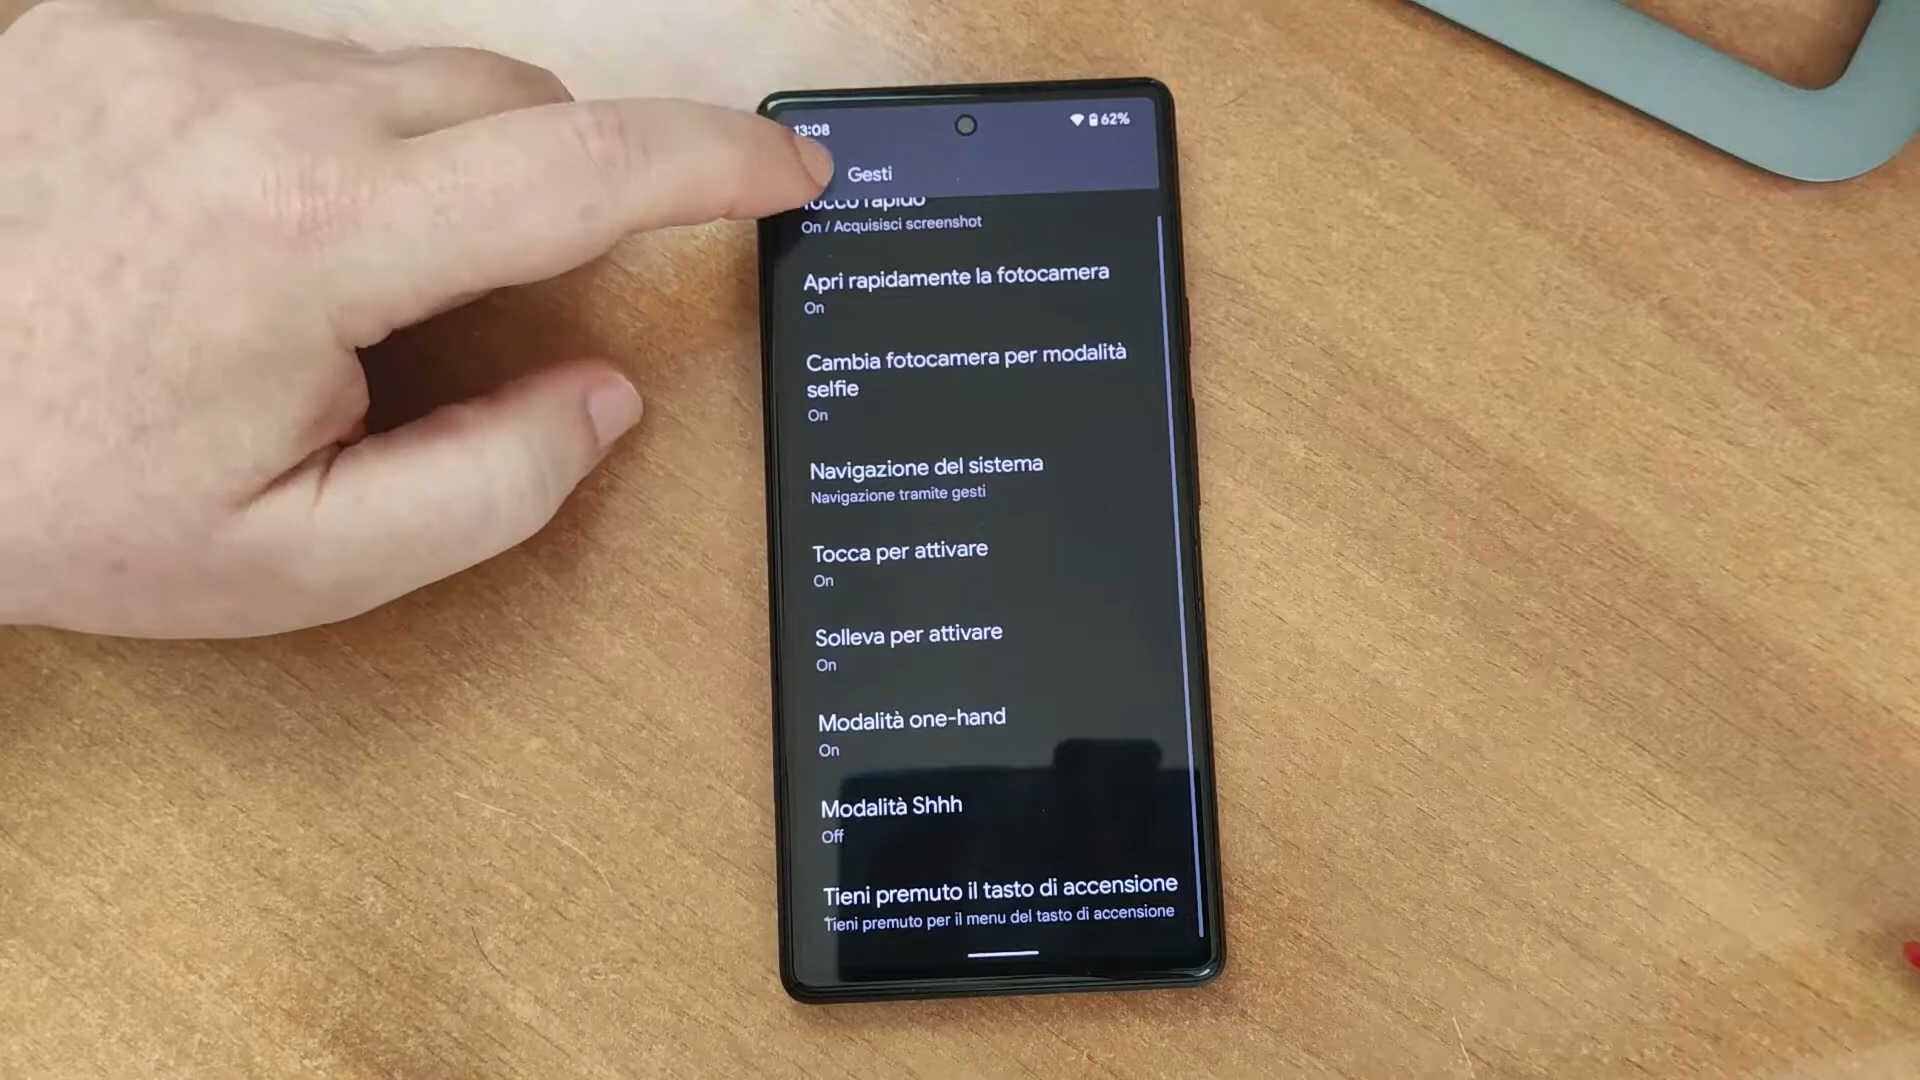 13:08
62%
Gesti
Tocco rapido
On / Acquisisci screenshot
Apri rapidamente la fotocamera
On
Cambia fotocamera per modalità
selfie
On
Navigazione del sistema
Navigazione tramite gesti
Tocca per attivare
On
Solleva per attivare
On
Modalità one-hand
On
Modalità Shhh
Off
Tieni premuto il tasto di accensione
Tieni premuto per il menu del tasto di accensione